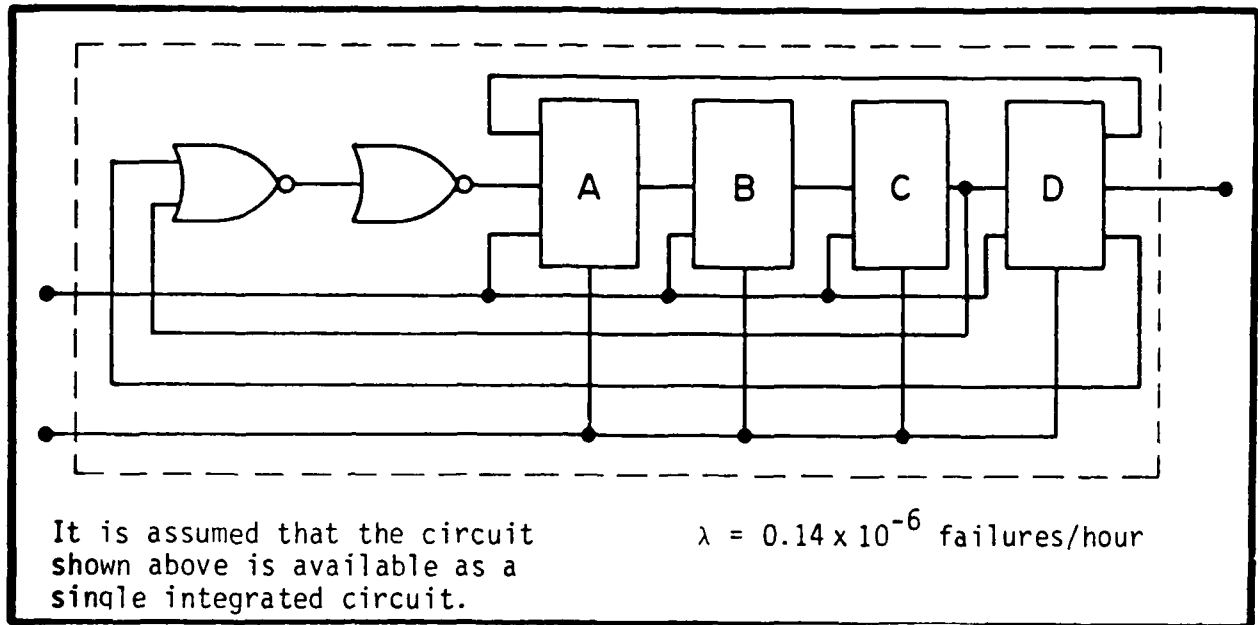 A B C D
It is assumed that the circuit
shown above is available as a
single integrated circuit.
λ = 0.14 x 10⁻⁶ failures/hour